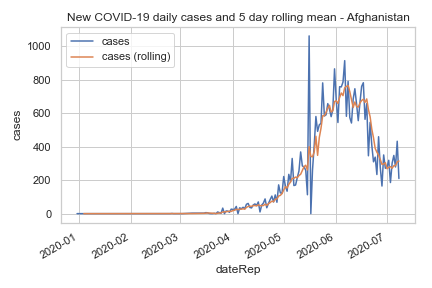 New COVID-19 daily cases and 5 day rolling mean - Afghanistan
cases
cases (rolling)
1000
800
600
400
200
0
cases
2020-01
2020-02
2020-03
2020-04
2020-05
2020-06
2020-07
dateRep